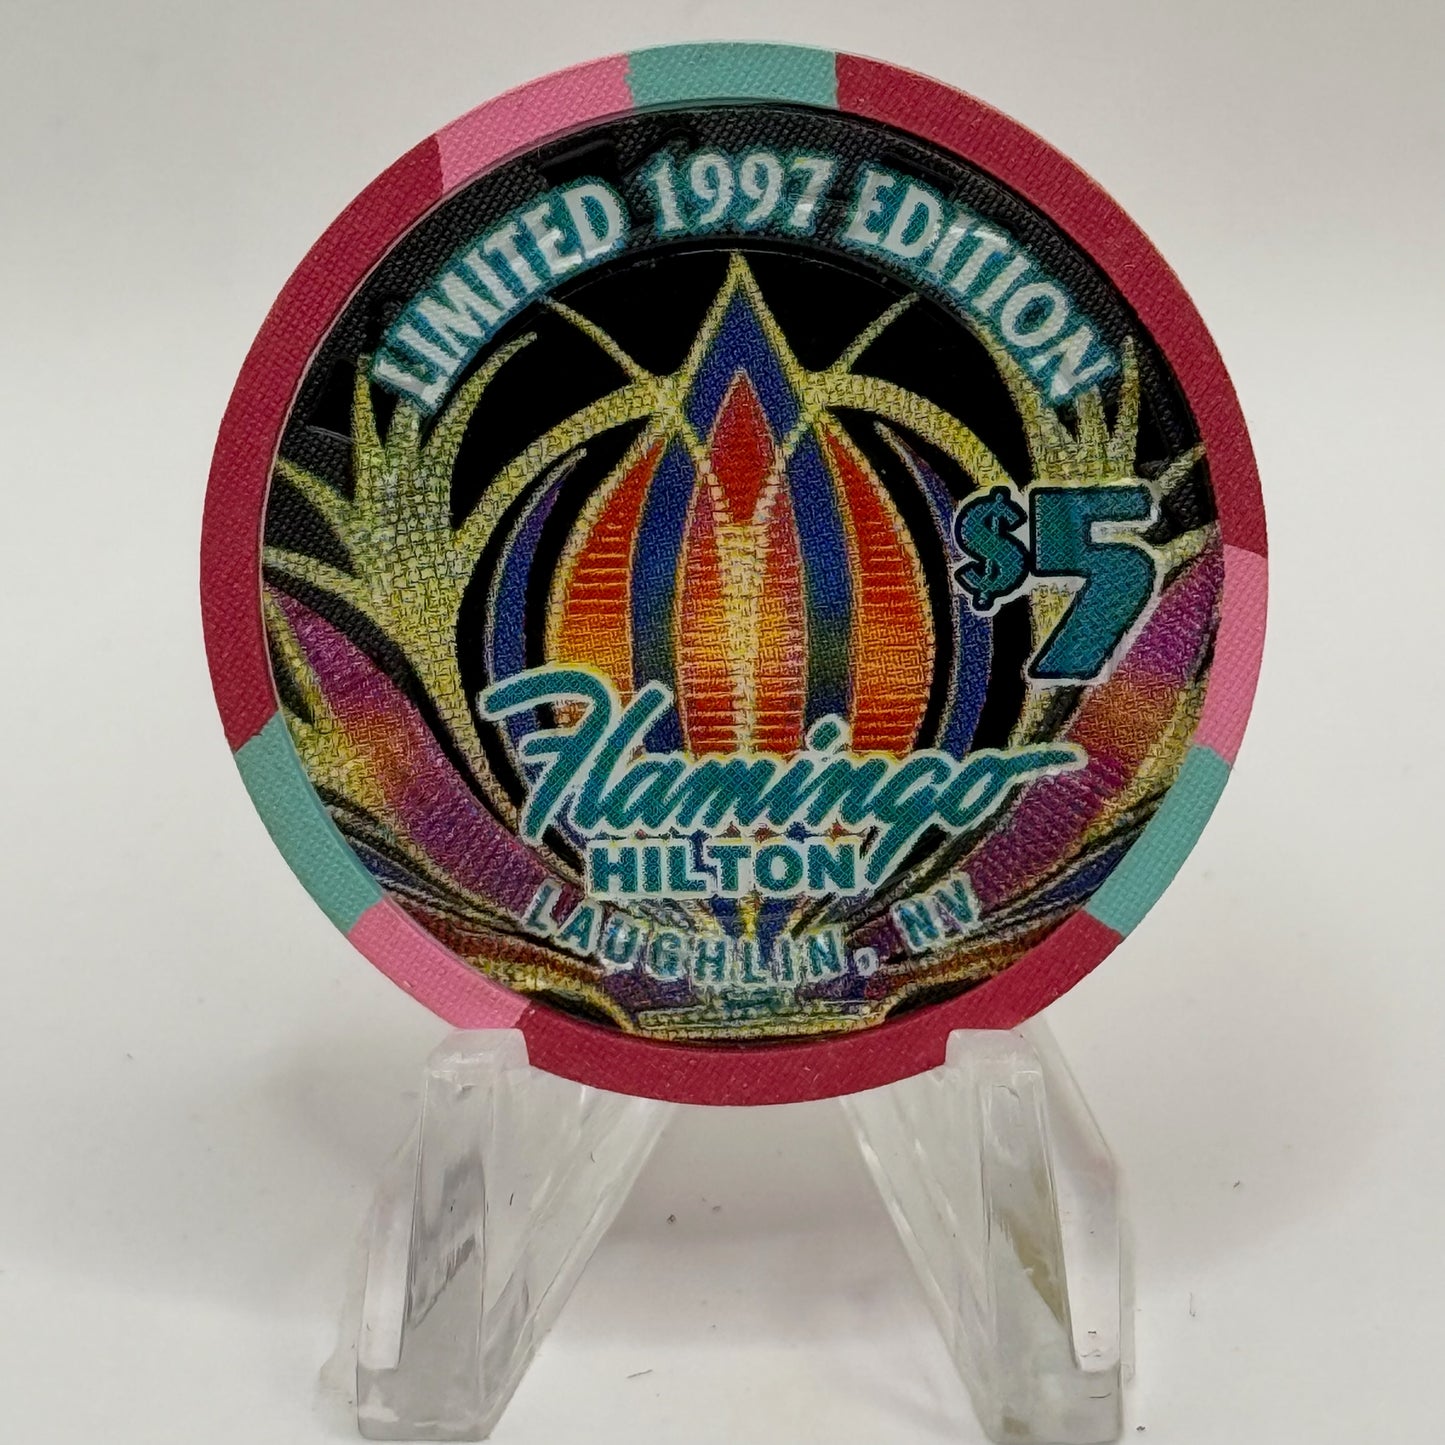 LIMITED 1997 EDITION
$5
Flamingo
HILTON
LAUGHLIN, NV